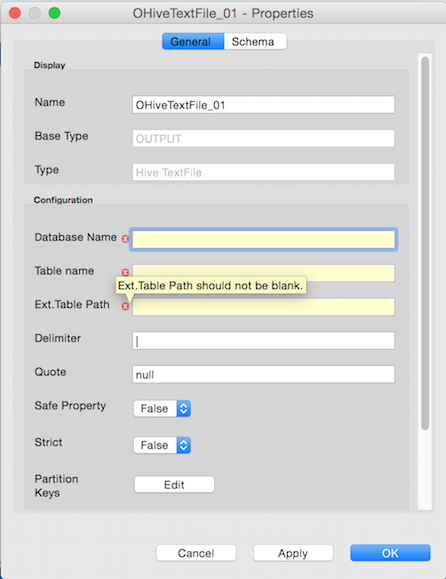 OHiveTextFile_01 - Properties
General Schema
Display
Name OHiveTextFile_01
Base Type OUTPUT
Type Hive TextFile
Configuration
Database Name
Table name
Ext.Table Path should not be blank.
Ext.Table Path
Delimiter |
Quote null
Safe Property False
Strict False
Partition
Keys Edit
Cancel Apply OK